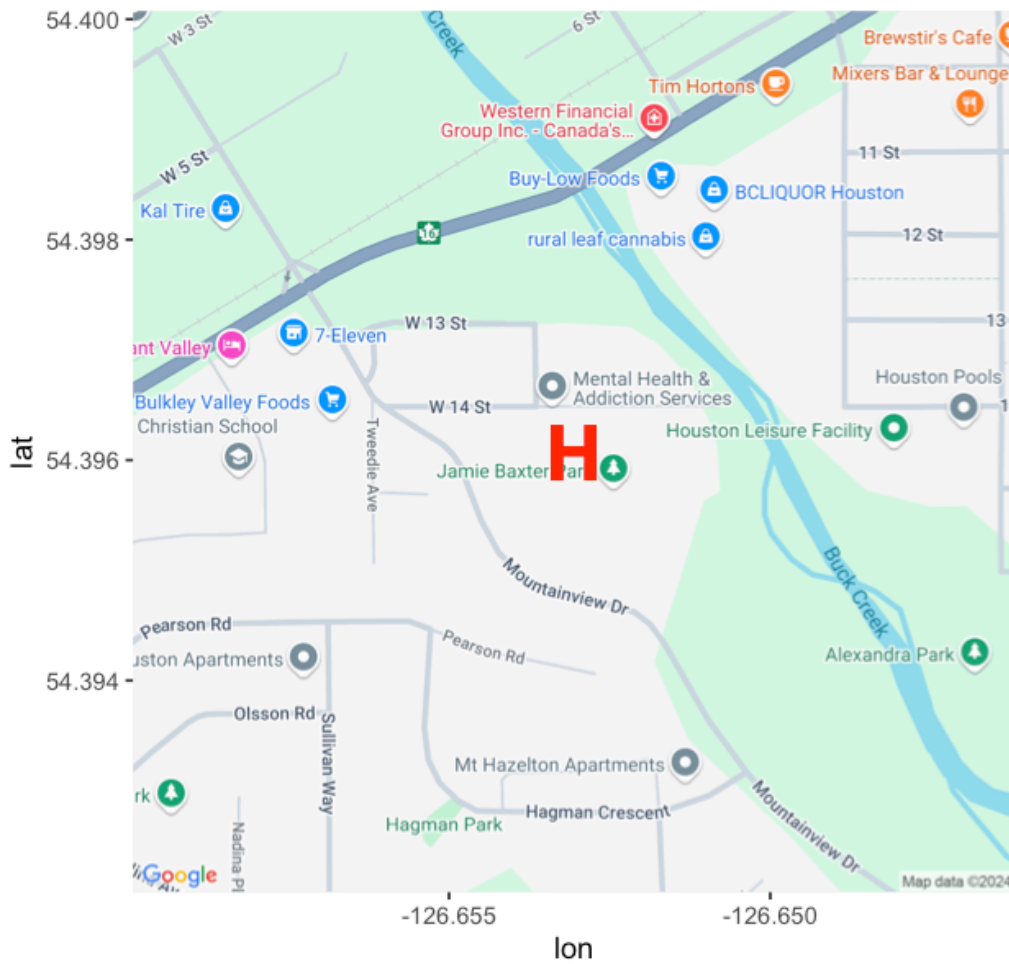 54.400
W 3 St
Creek
6 St
Brewstir's Cafe
Mixers Bar & Lounge
Tim Hortons
Western Financial
Group Inc. - Canada's...
W 5 St
11 St
Buy-Low Foods
BCLIQUOR Houston
Kal Tire
16
rural leaf cannabis
12 St
54.398
W 13 St
13
7-Eleven
ant Valley
Mental Health &
Addiction Services
Houston Pools
Bulkley Valley Foods
W 14 St
1
Christian School
Houston Leisure Facility
Tweedie Ave
54.396
lat
H
Jamie Baxter Park
Mountainview Dr
Buck Creek
Pearson Rd
Pearson Rd
uston Apartments
Alexandra Park
54.394
Olsson Rd
Sullivan Way
Mt Hazelton Apartments
rk
Hagman Crescent
Mountainview Dr
Hagman Park
Nadina Pl
Google
Map data ©2024
-126.655
-126.650
lon